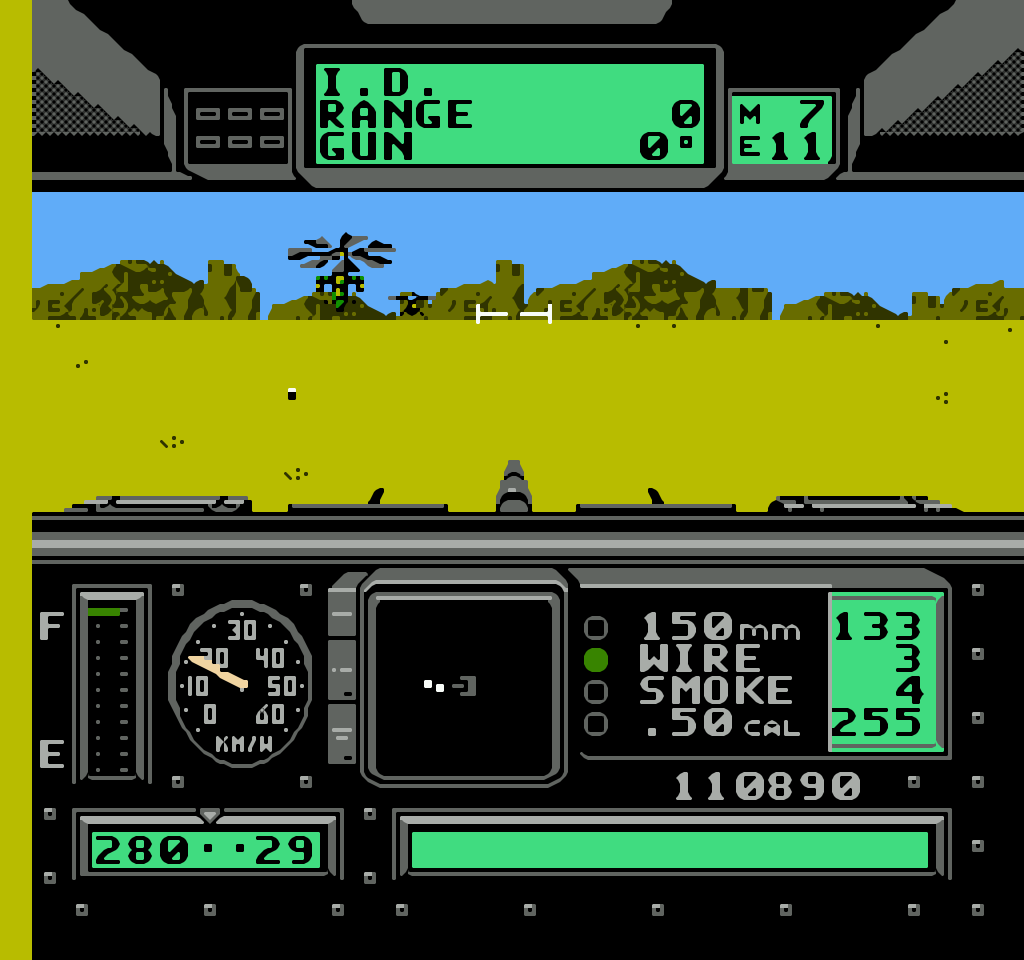 I.D.
RANGE 0
GUN 0°
M 7
E 11
F
E
30
20 40
10 50
0 60
KM/W
150mm 133
WIRE 3
SMOKE 4
.50 CAL 255
110890
280··29